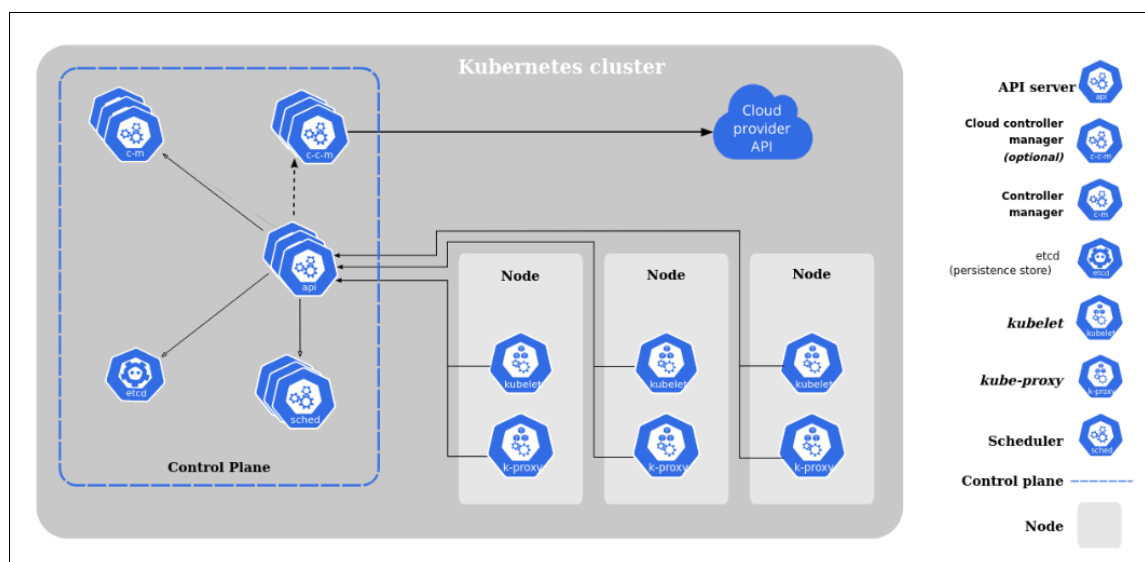 Kubernetes cluster
c-m
c-c-m
Cloud
provider
API
api
etcd
sched
Control Plane
Node
kubelet
k-proxy
Node
kubelet
k-proxy
Node
kubelet
k-proxy
API server
api
Cloud controller
manager
(optional)
c-c-m
Controller
manager
c-m
etcd
(persistence store)
etcd
kubelet
kubelet
kube-proxy
k-proxy
Scheduler
sched
Control plane
Node